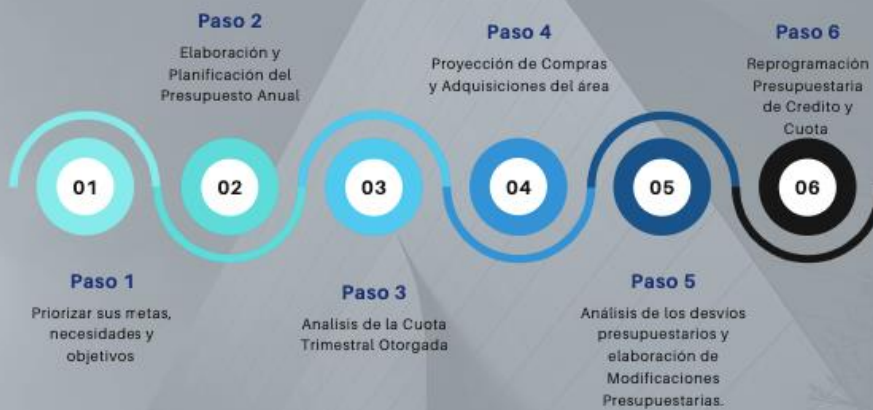 Paso 2
Elaboración y
Planificación del
Presupuesto Anual
Paso 4
Proyección de Compras
y Adquisiciones del área
Paso 6
Reprogramación
Presupuestaria
de Credito y
Cuota
01
02
03
04
05
06
Paso 1
Priorizar sus metas,
necesidades y
objetivos
Paso 3
Analisis de la Cuota
Trimestral Otorgada
Paso 5
Análisis de los desvíos
presupuestarios y
elaboración de
Modificaciones
Presupuestarias.